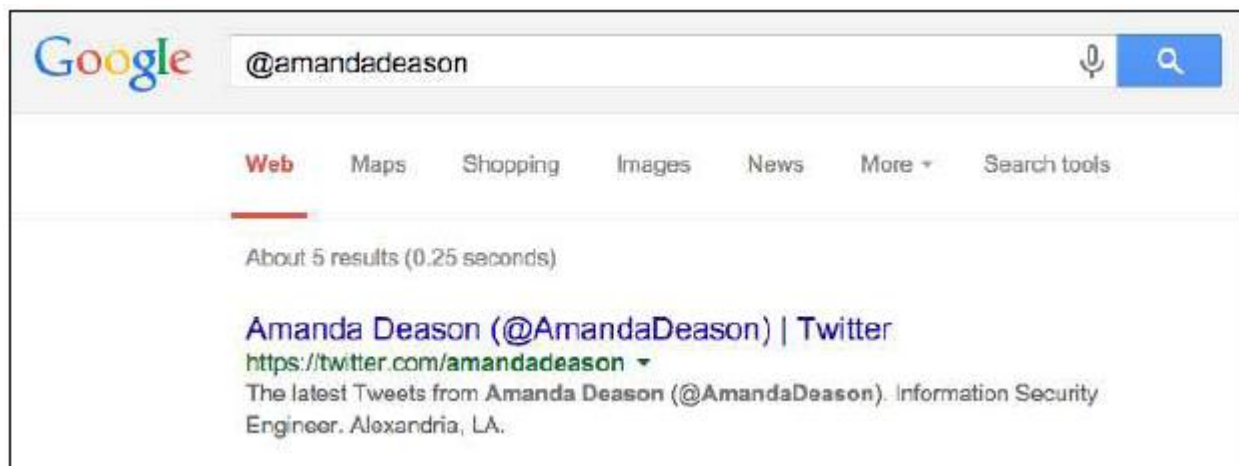 Google @amandadeason
Web Maps Shopping Images News More Search tools
About 5 results (0.25 seconds)
Amanda Deason (@AmandaDeason) | Twitter
https://twitter.com/amandadeason
The latest Tweets from Amanda Deason (@AmandaDeason). Information Security
Engineer. Alexandria, LA.